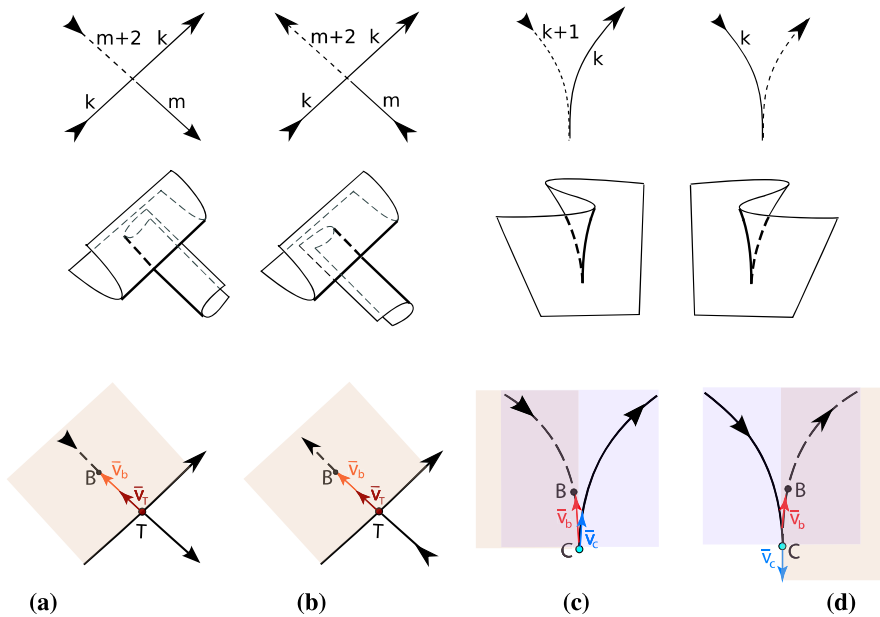 m+2 k
k m
m+2 k
k m
k+1
k
k
B v̄b
v̄T
T
B v̄b
v̄T
T
B
v̄b
v̄c
C
B
v̄b
C
v̄c
(a) (b) (c) (d)